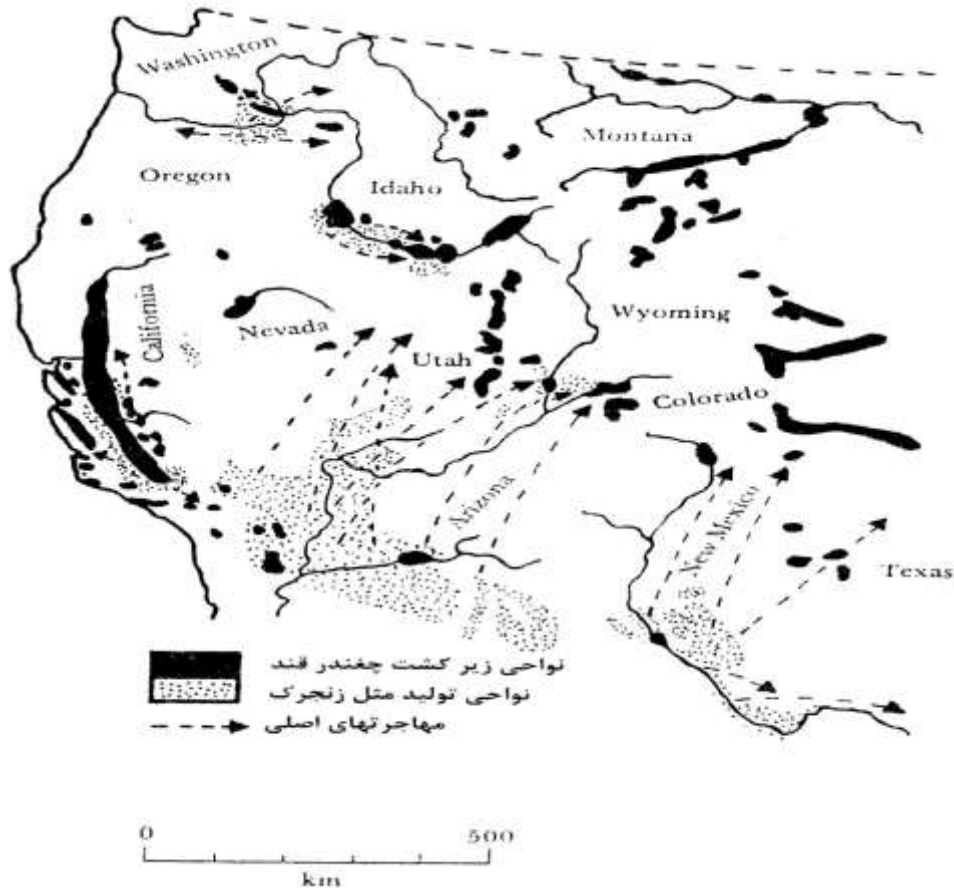 Washington
Montana
Oregon
Idaho
California
Nevada
Wyoming
Utah
Colorado
Arizona
New Mexico
Texas
نواحی زیر کشت چغندر قند
نواحی تولید مثل زنجرک
مهاجرتهای اصلی
0 500
km